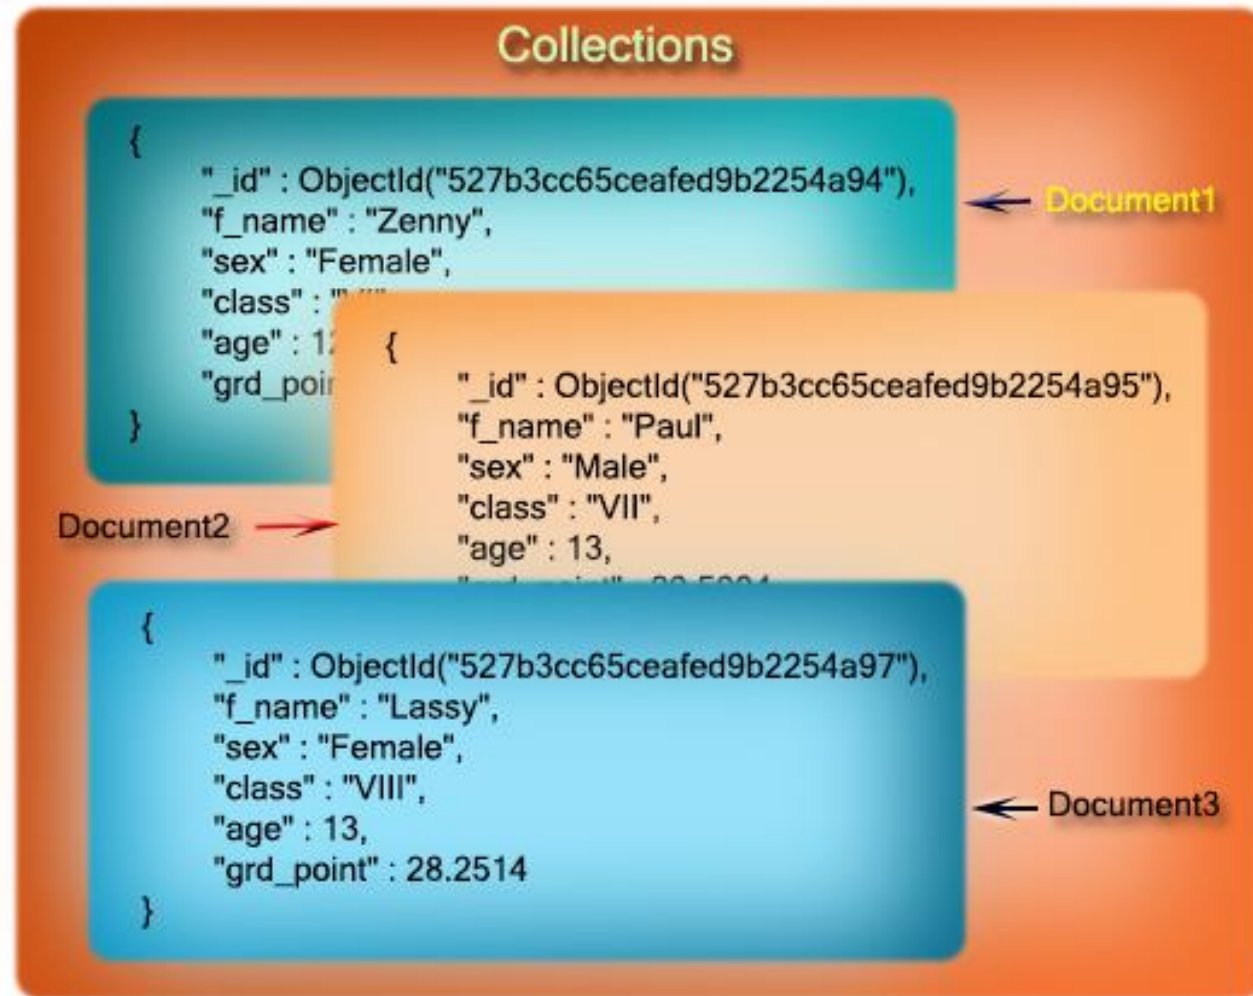 Collections
{
"_id" : ObjectId("527b3cc65ceafed9b2254a94"),
"f_name" : "Zenny",
"sex" : "Female",
"class" :
"age" :
}
Document1
{
"_id" : ObjectId("527b3cc65ceafed9b2254a95"),
"f_name" : "Paul",
"sex" : "Male",
"class" : "VII",
"age" : 13,
Document2
{
"_id" : ObjectId("527b3cc65ceafed9b2254a97"),
"f_name" : "Lassy",
"sex" : "Female",
"class" : "VIII",
"age" : 13,
"grd_point" : 28.2514
}
Document3